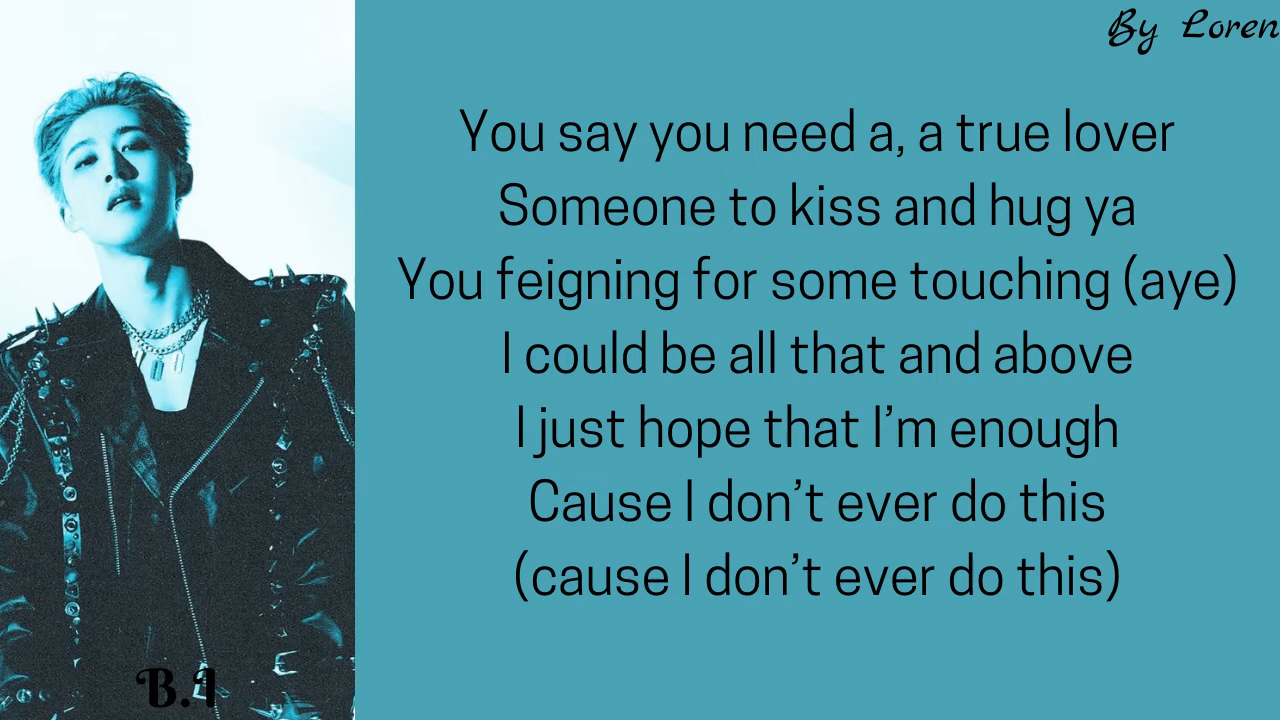 By Loren
You say you need a, a true lover
Someone to kiss and hug ya
You feigning for some touching (aye)
I could be all that and above
I just hope that I’m enough
Cause I don’t ever do this
(cause I don’t ever do this)
B.I